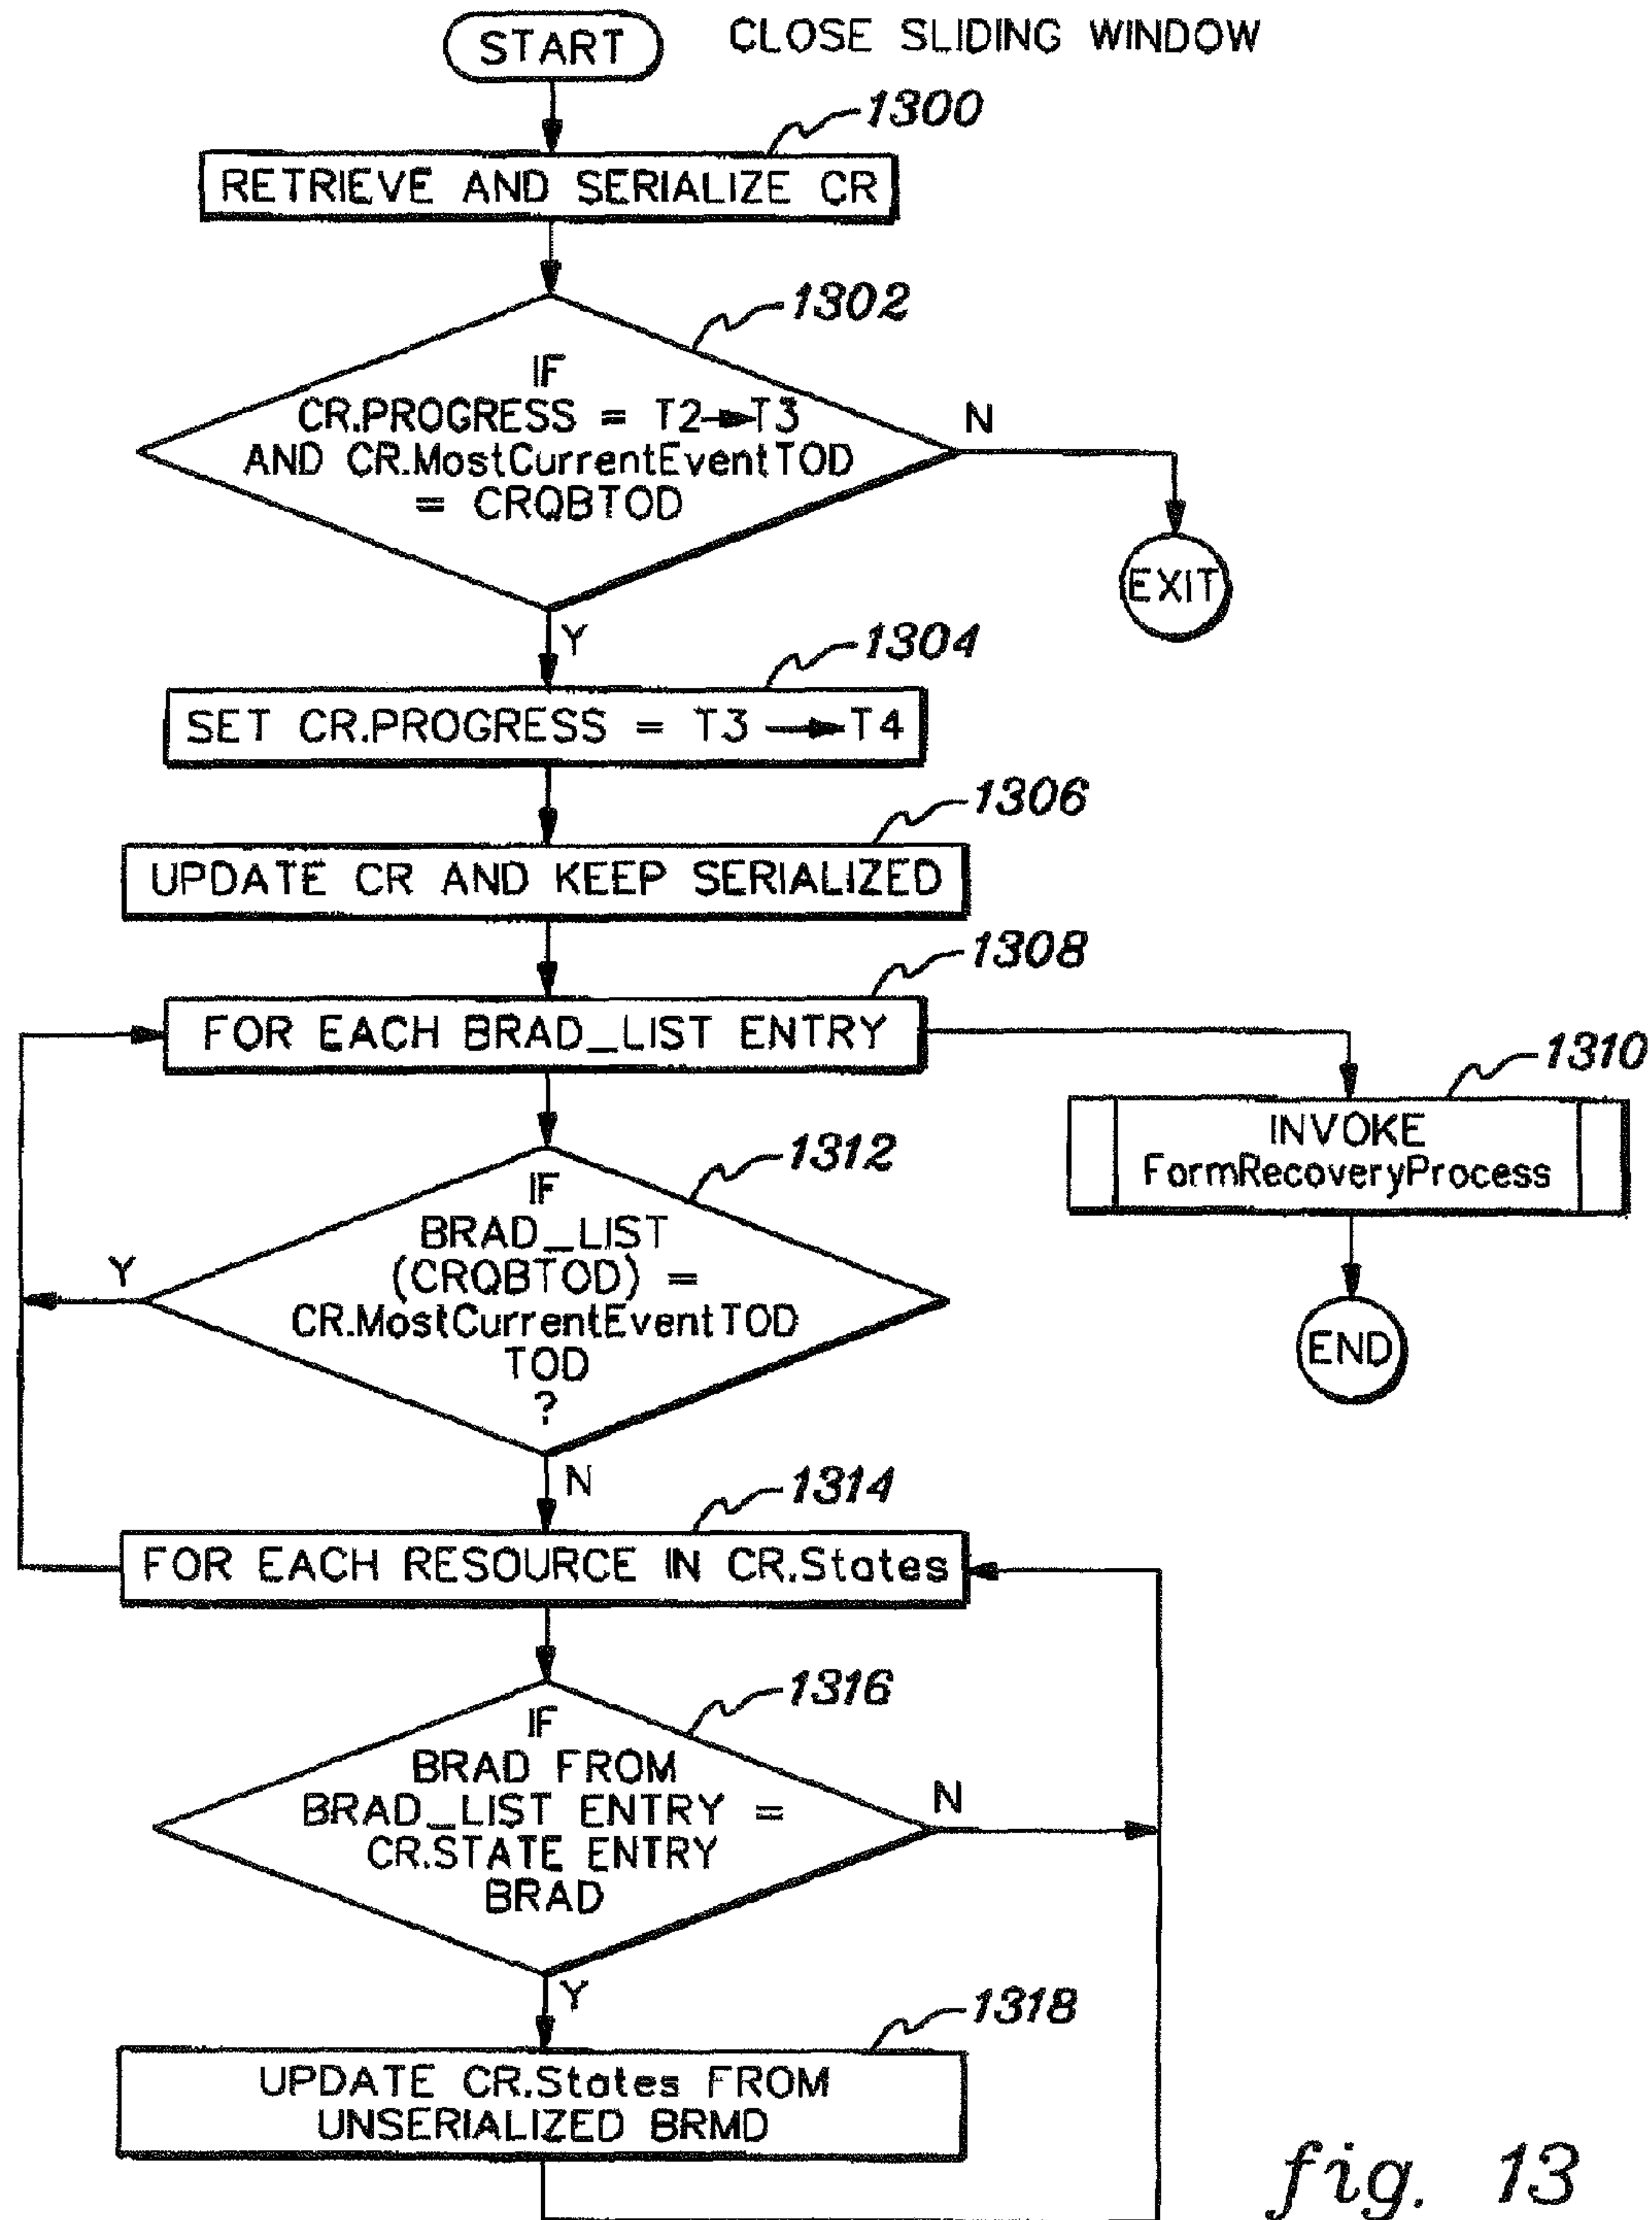 START
CLOSE SLIDING WINDOW
1300
RETRIEVE AND SERIALIZE CR
1302
IF
CR.PROGRESS = T2→T3
AND CR.MostCurrentEventTOD
= CRQBTOD
N
EXIT
Y
1304
SET CR.PROGRESS = T3 → T4
1306
UPDATE CR AND KEEP SERIALIZED
1308
FOR EACH BRAD_LIST ENTRY
1310
INVOKE
FormRecoveryProcess
END
1312
IF
BRAD_LIST
(CRQBTOD) =
CR.MostCurrentEventTOD
TOD
?
Y
N
1314
FOR EACH RESOURCE IN CR.States
1316
IF
BRAD FROM
BRAD_LIST ENTRY =
CR.STATE ENTRY
BRAD
N
Y
1318
UPDATE CR.States FROM
UNSERIALIZED BRMD
fig. 13